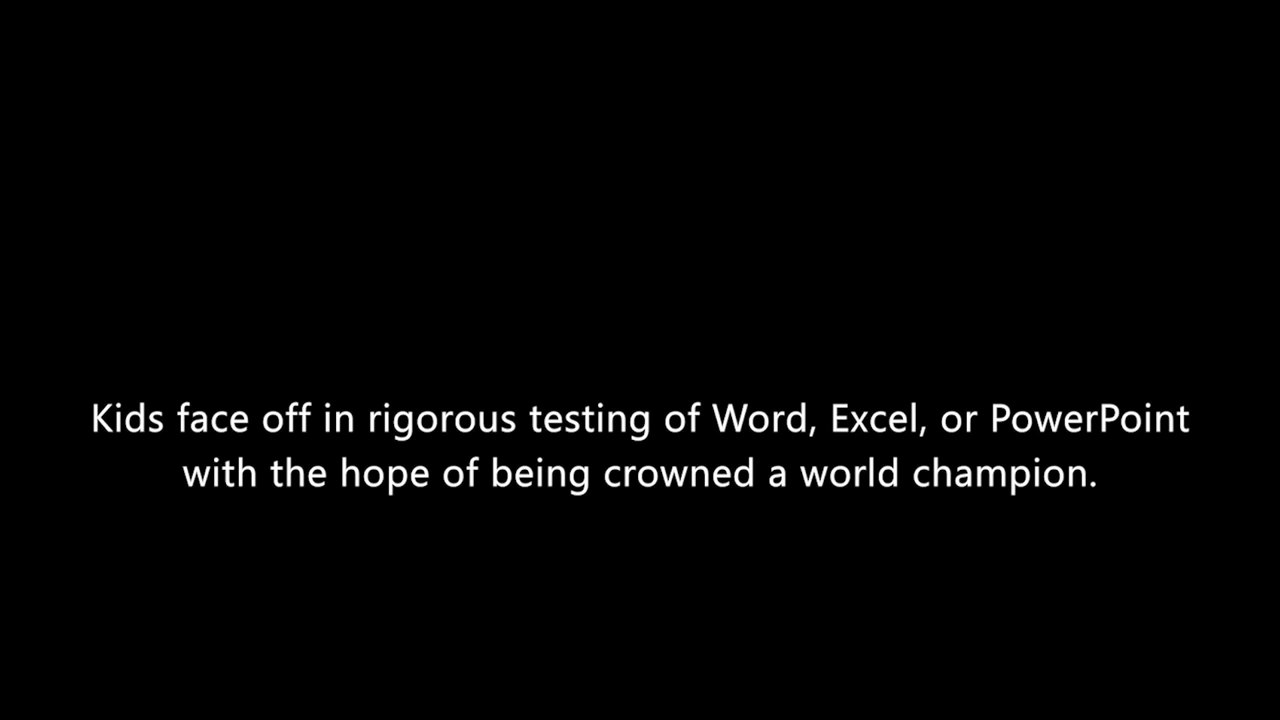 Kids face off in rigorous testing of Word, Excel, or PowerPoint
with the hope of being crowned a world champion.